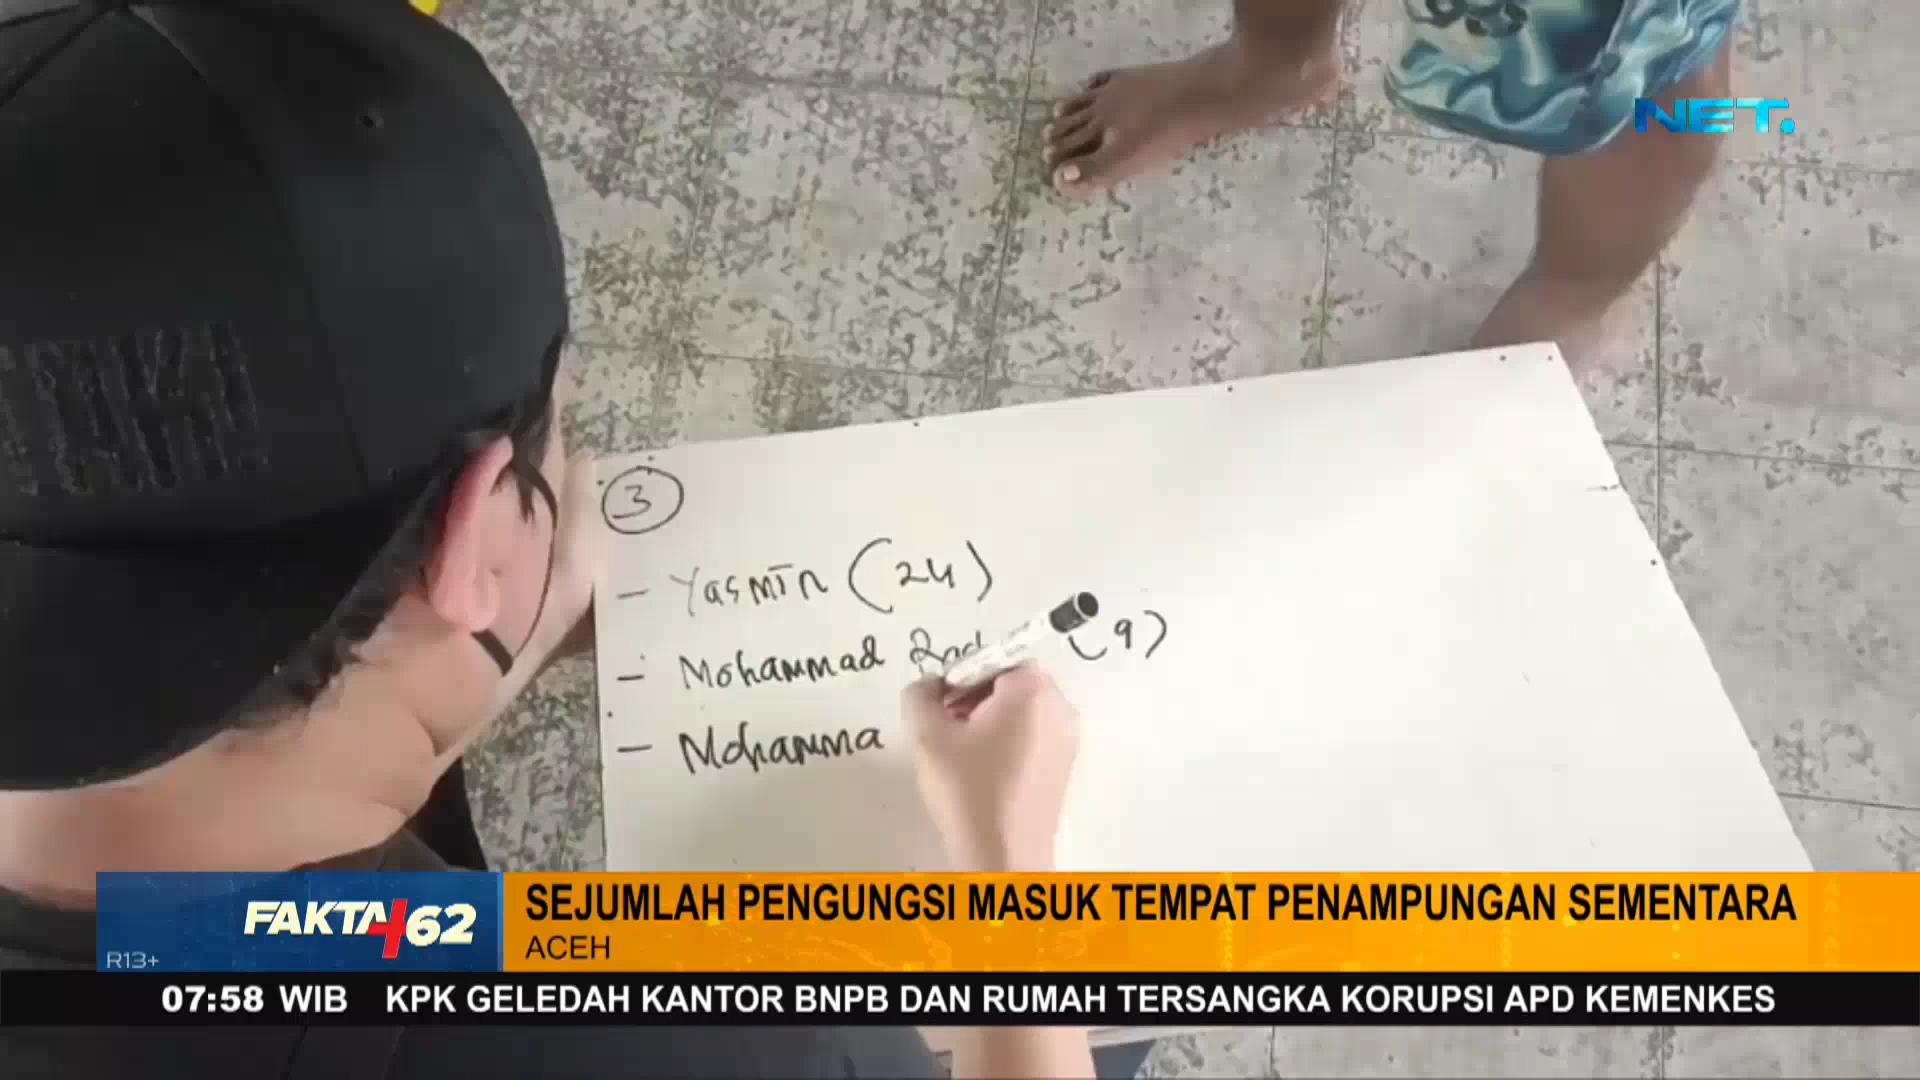 NET.
3
- Yasmin (24)
- Mohammad (9)
- Mohamma
FAKTA +62
SEJUMLAH PENGUNGSI MASUK TEMPAT PENAMPUNGAN SEMENTARA
ACEH
R13+
07:58 WIB KPK GELEDAH KANTOR BNPB DAN RUMAH TERSANGKA KORUPSI APD KEMENKES